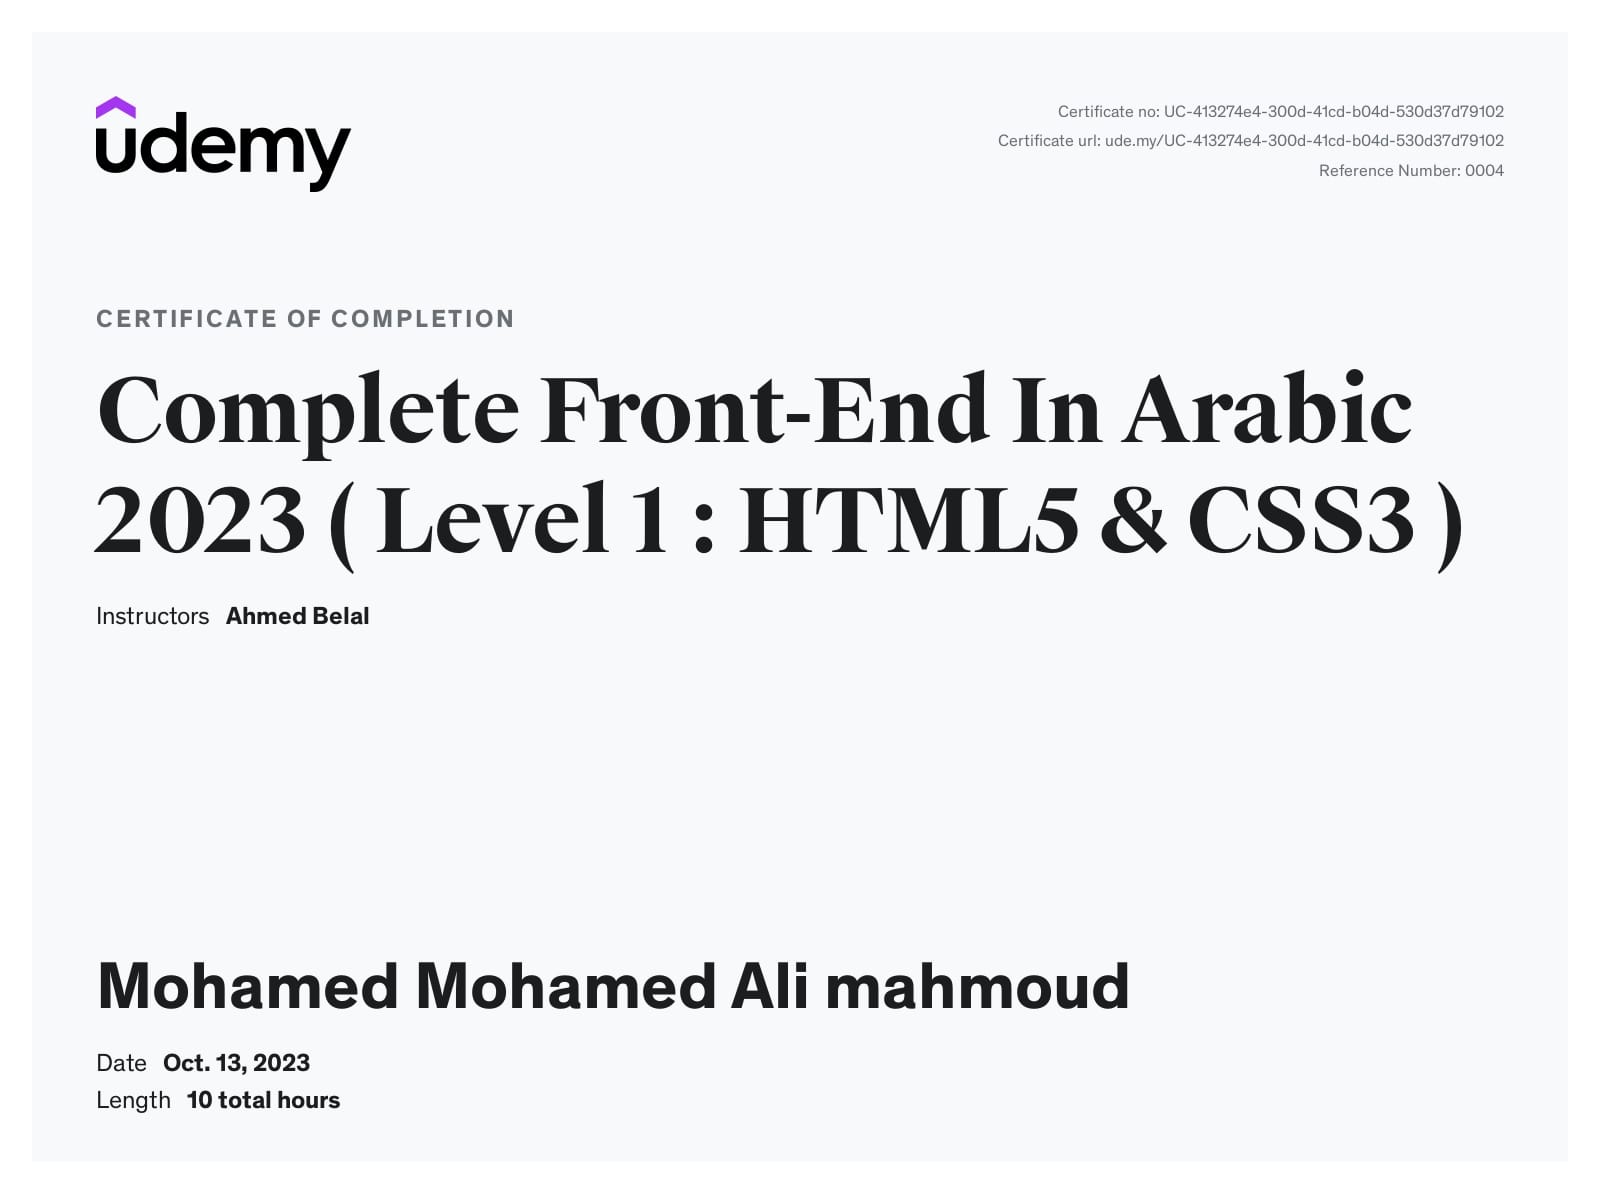 udemy
Certificate no: UC-413274e4-300d-41cd-b04d-530d37d79102
Certificate url: ude.my/UC-413274e4-300d-41cd-b04d-530d37d79102
Reference Number: 0004
CERTIFICATE OF COMPLETION
Complete Front-End In Arabic
2023 ( Level 1 : HTML5 & CSS3 )
Instructors Ahmed Belal
Mohamed Mohamed Ali mahmoud
Date Oct. 13, 2023
Length 10 total hours